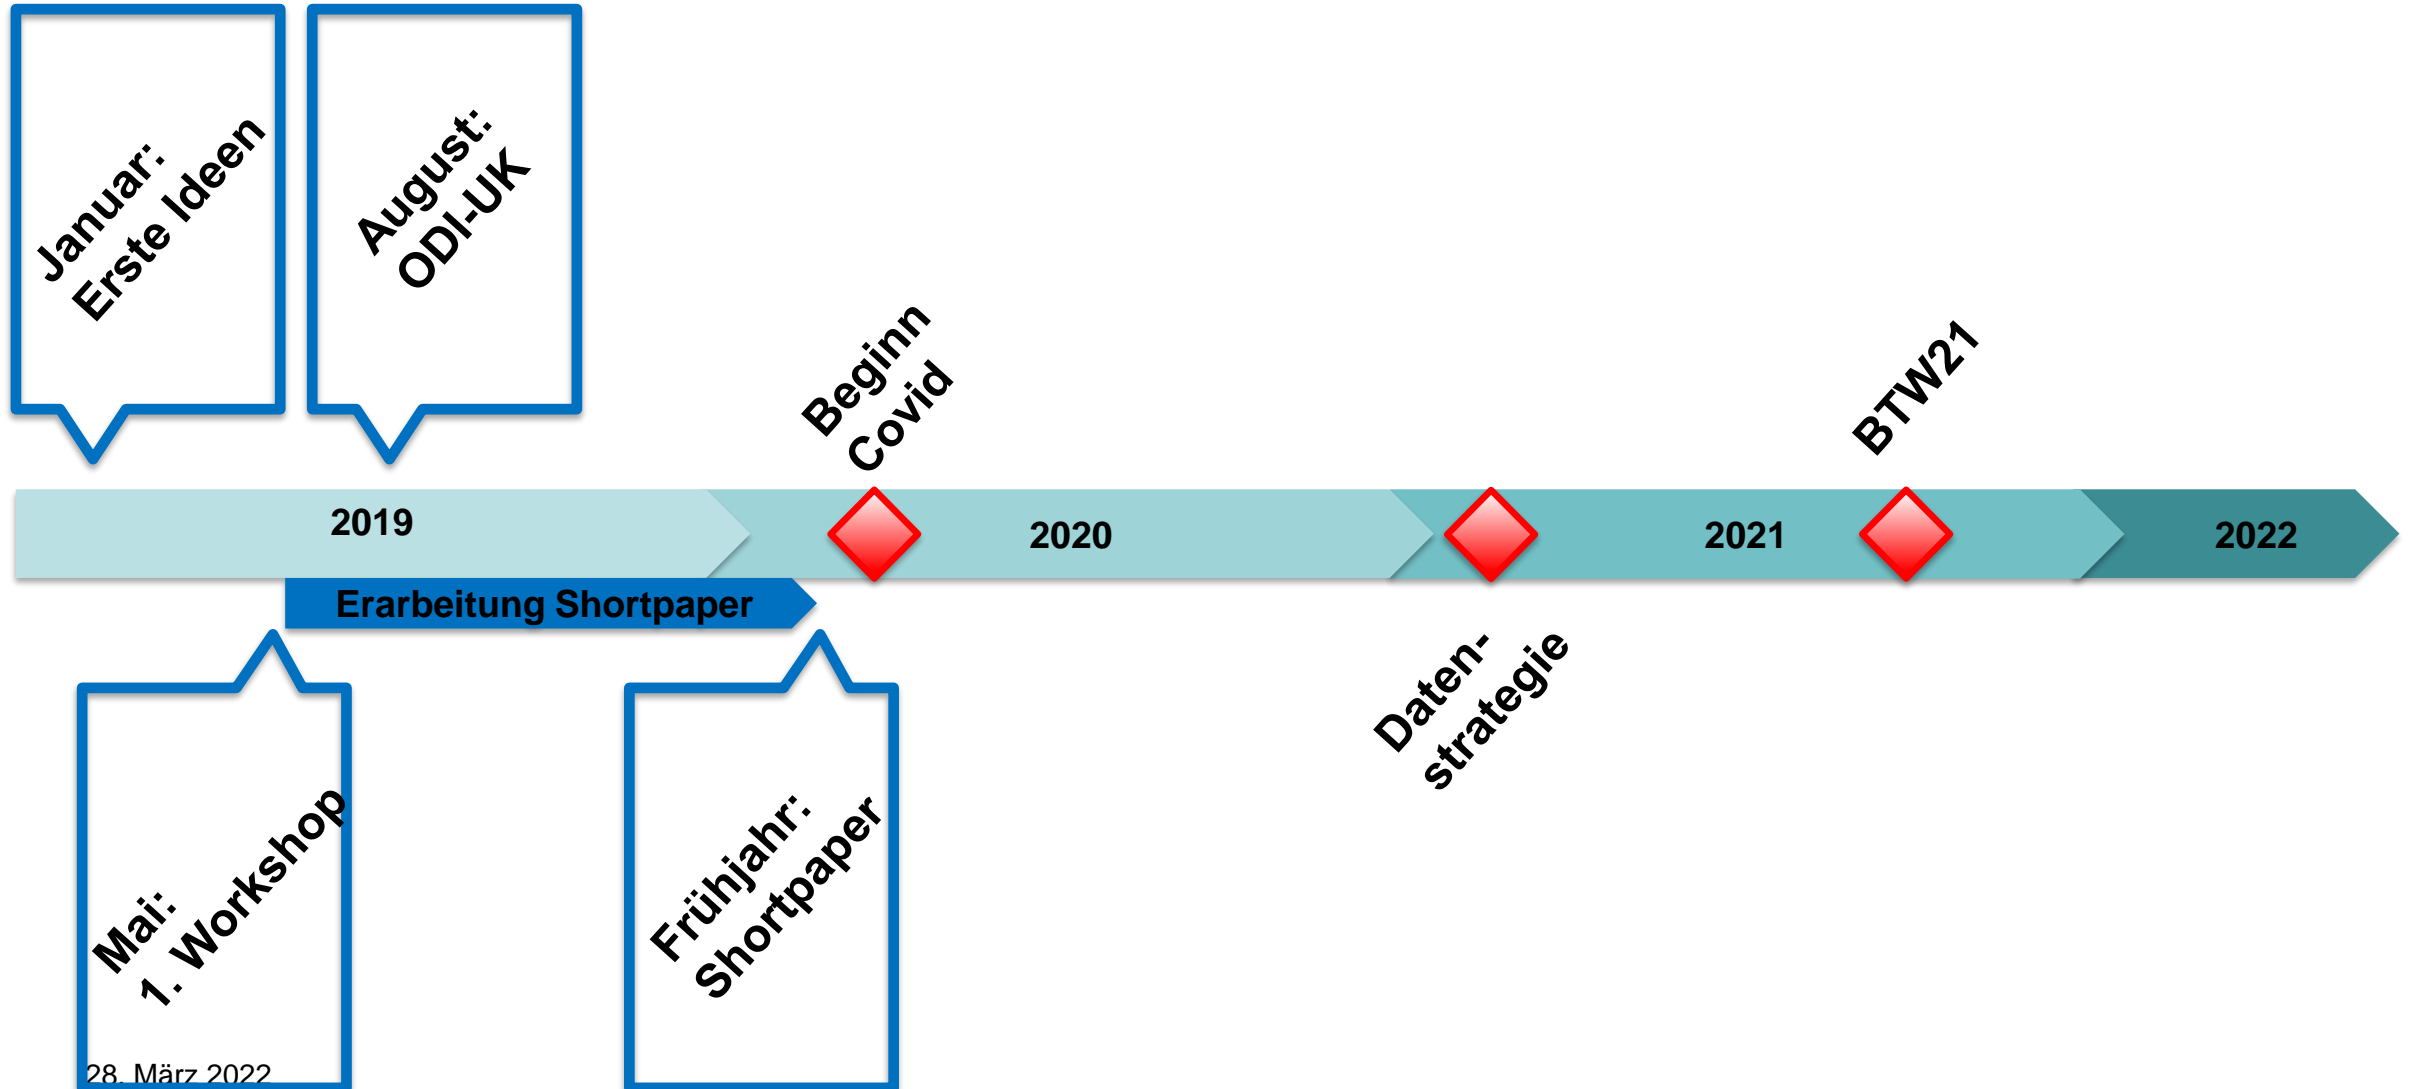 Januar:
Erste Ideen
August:
ODI-UK
Beginn
Covid
BTW21
2019
2020
2021
2022
Erarbeitung Shortpaper
Daten-
strategie
Mai:
1. Workshop
Frühjahr:
Shortpaper
28. März 2022